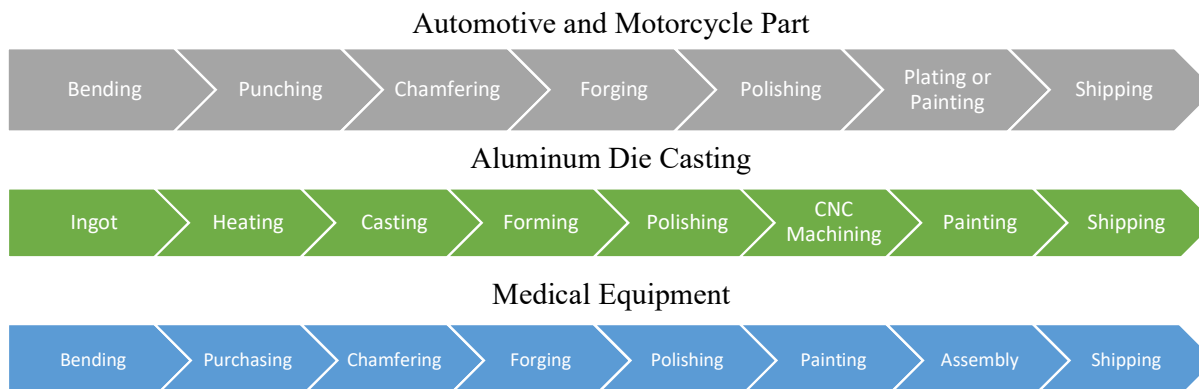 Automotive and Motorcycle Part
Bending
Punching
Chamfering
Forging
Polishing
Plating or
Painting
Shipping
Aluminum Die Casting
Ingot
Heating
Casting
Forming
Polishing
CNC
Machining
Painting
Shipping
Medical Equipment
Bending
Purchasing
Chamfering
Forging
Polishing
Painting
Assembly
Shipping